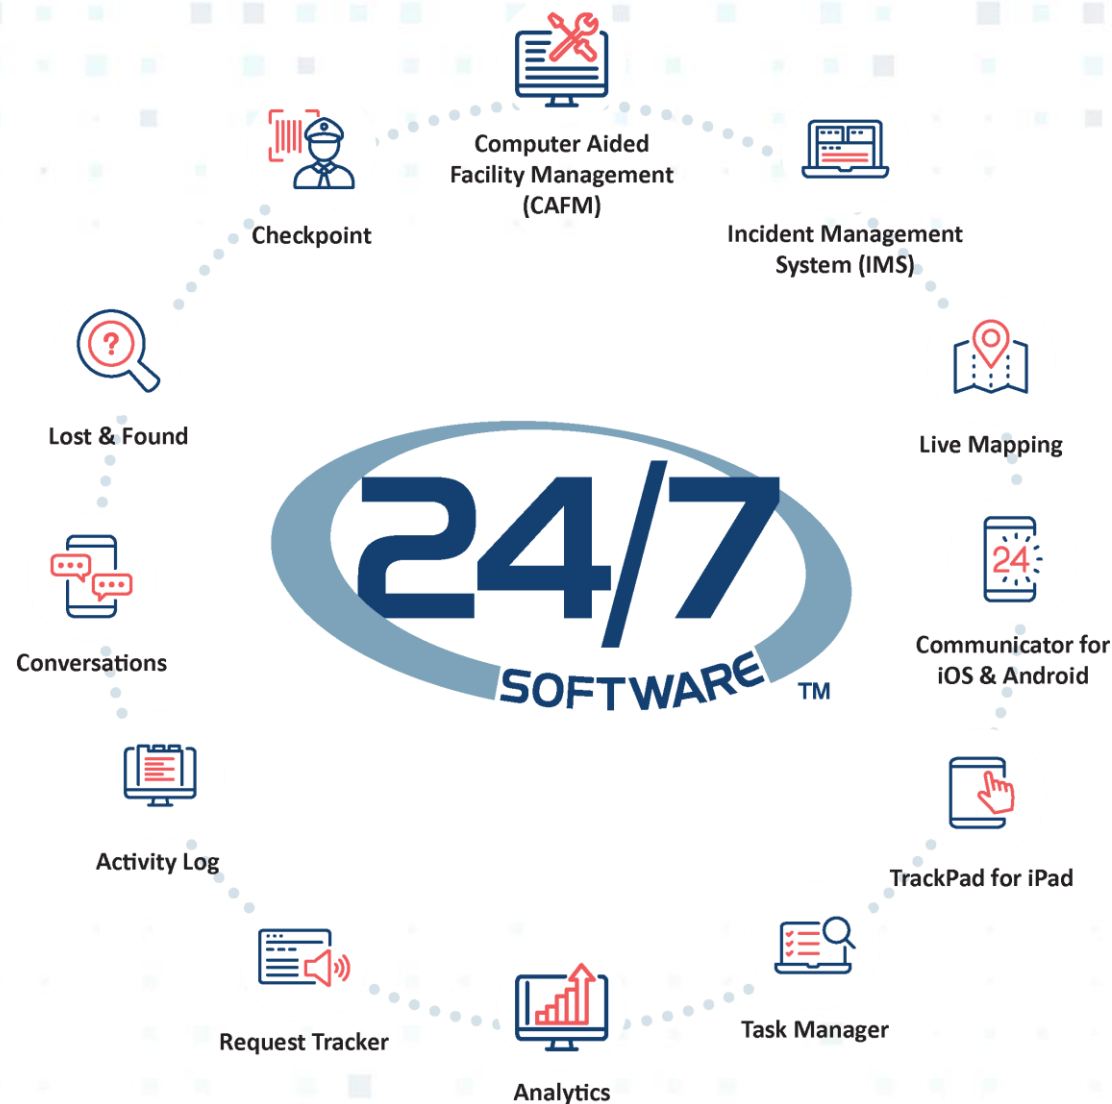 Computer Aided
Facility Management
(CAFM)
Checkpoint
Incident Management
System (IMS)
?
Lost & Found
Live Mapping
24/7
SOFTWARE
TM
24
Conversations
Communicator for
iOS & Android
Activity Log
TrackPad for iPad
Request Tracker
Task Manager
Analytics